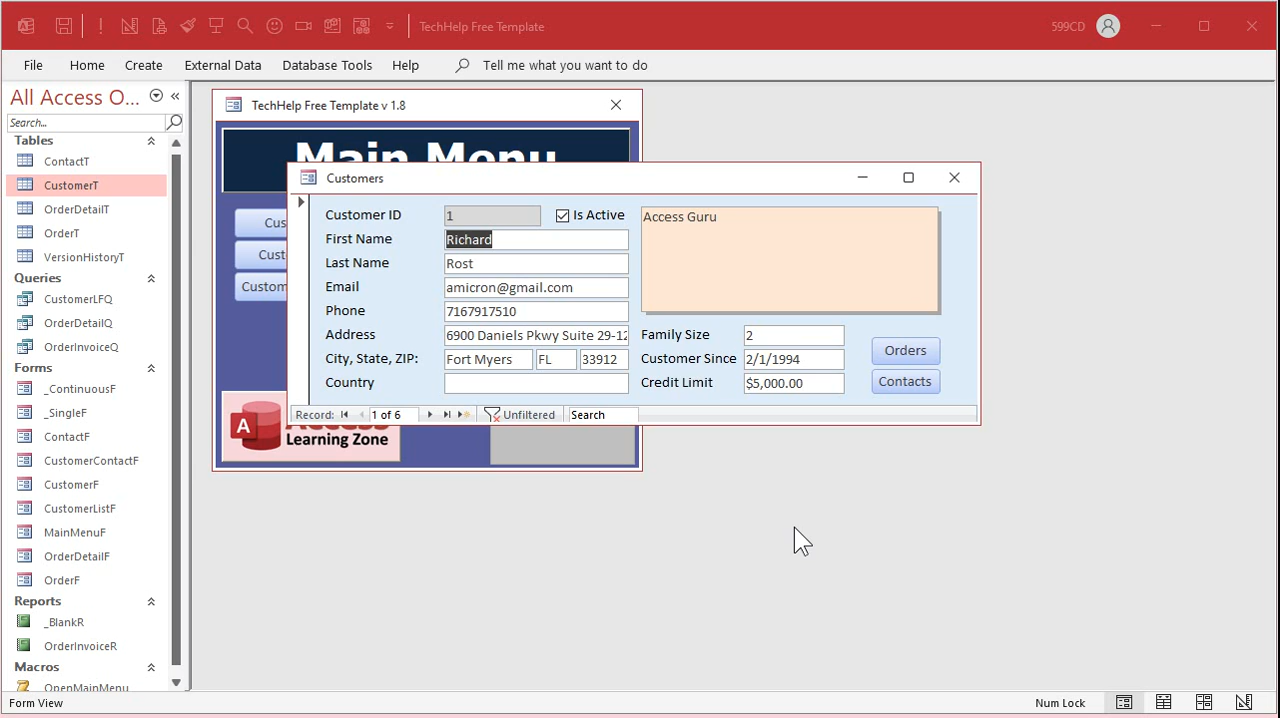 TechHelp Free Template
599CD
File Home Create External Data Database Tools Help Tell me what you want to do
All Access O...
Search...
Tables
ContactT
CustomerT
OrderDetailT
OrderT
VersionHistoryT
Queries
CustomerLFQ
OrderDetailQ
OrderInvoiceQ
Forms
_ContinuousF
_SingleF
ContactF
CustomerContactF
CustomerF
CustomerListF
MainMenuF
OrderDetailF
OrderF
Reports
_BlankR
OrderInvoiceR
Macros
OpenMainMenu
TechHelp Free Template v 1.8
Main Menu
Cus
Cust
Custom
A
Access
Learning Zone
Customers
Customer ID 1 Is Active
First Name Richard
Last Name Rost
Email amicron@gmail.com
Phone 7167917510
Address 6900 Daniels Pkwy Suite 29-12
City, State, ZIP: Fort Myers FL 33912
Country
Access Guru
Family Size 2
Customer Since 2/1/1994
Credit Limit $5,000.00
Orders
Contacts
Record: 1 of 6 Unfiltered Search
Form View
Num Lock